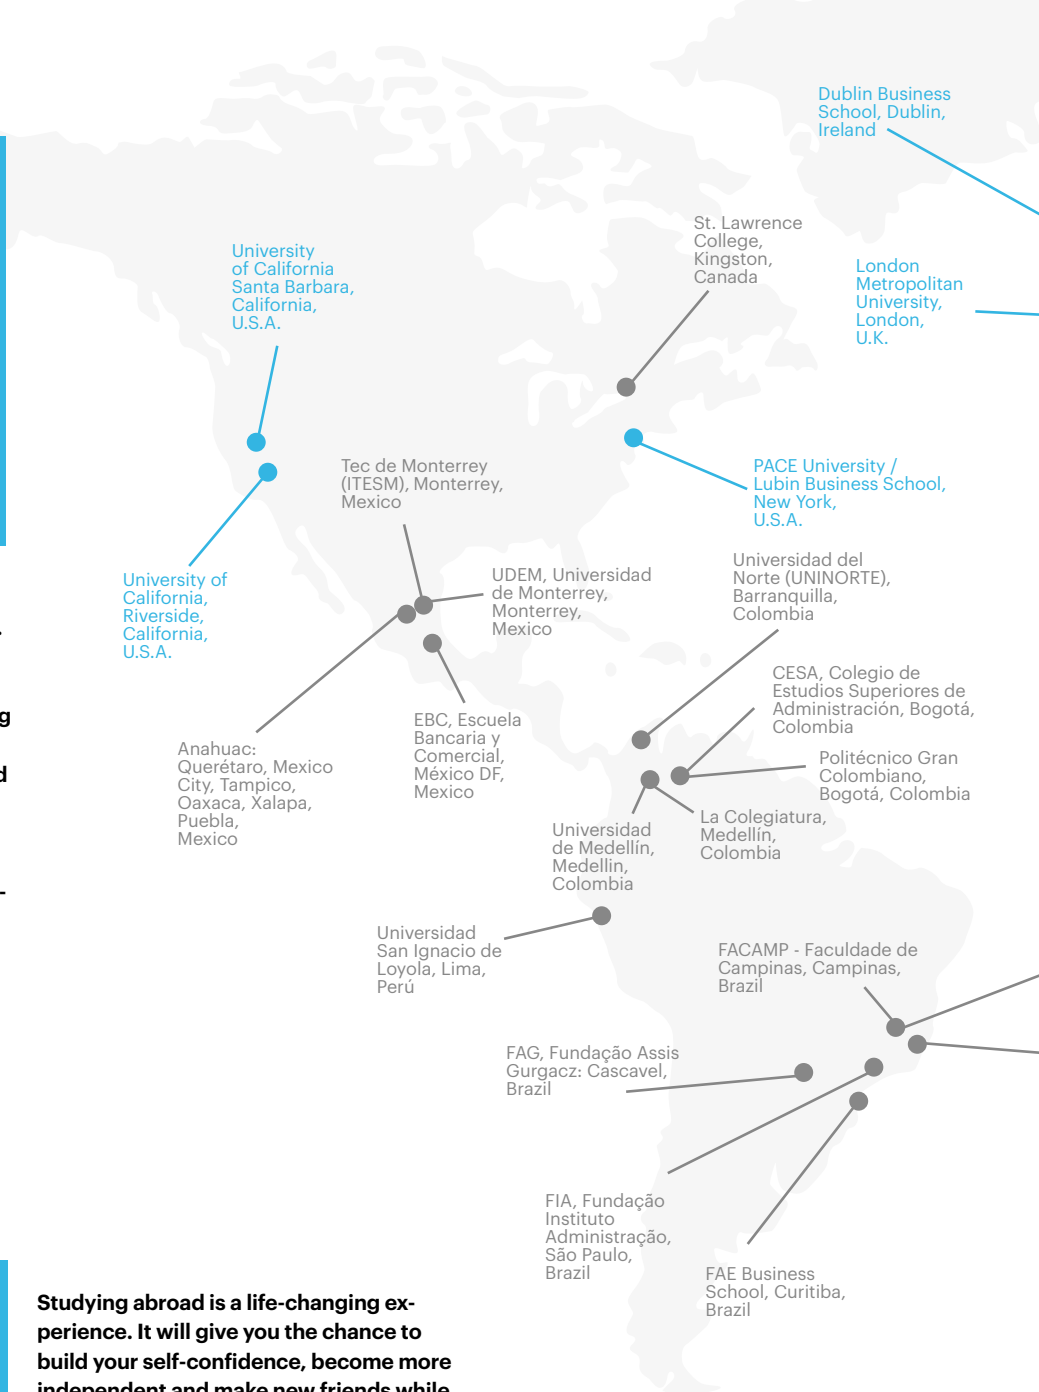 Dublin Business
School, Dublin,
Ireland
St. Lawrence
College,
Kingston,
Canada
University
of California
Santa Barbara,
California,
U.S.A.
London
Metropolitan
University,
London,
U.K.
Tec de Monterrey
(ITESM), Monterrey,
Mexico
PACE University /
Lubin Business School,
New York,
U.S.A.
University of
California,
Riverside,
California,
U.S.A.
UDEM, Universidad
de Monterrey,
Monterrey,
Mexico
Universidad del
Norte (UNINORTE),
Barranquilla,
Colombia
CESA, Colegio de
Estudios Superiores de
Administración, Bogotá,
Colombia
g
d
-
Anahuac:
Querétaro, Mexico
City, Tampico,
Oaxaca, Xalapa,
Puebla,
Mexico
EBC, Escuela
Bancaria y
Comercial,
México DF,
Mexico
Politécnico Gran
Colombiano,
Bogotá, Colombia
Universidad
de Medellín,
Medellin,
Colombia
La Colegiatura,
Medellín,
Colombia
Universidad
San Ignacio de
Loyola, Lima,
Perú
FACAMP - Faculdade de
Campinas, Campinas,
Brazil
FAG, Fundação Assis
Gurgacz: Cascavel,
Brazil
FIA, Fundação
Instituto
Administração,
São Paulo,
Brazil
FAE Business
School, Curitiba,
Brazil
Studying abroad is a life-changing ex-
perience. It will give you the chance to
build your self-confidence, become more
independent and make new friends while